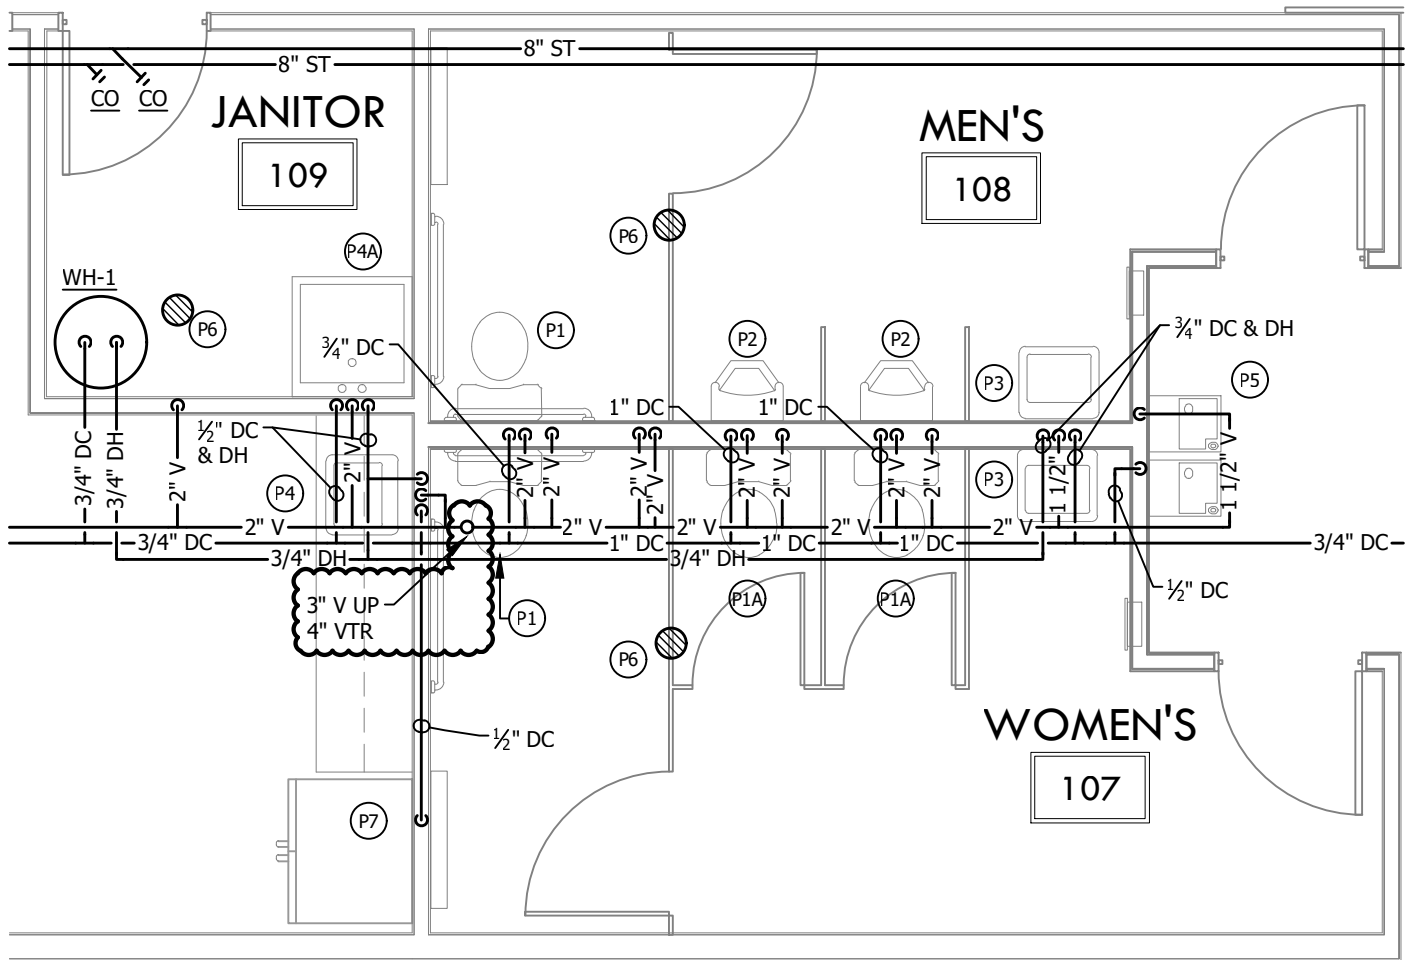 8" ST
8" ST
CO
CO
JANITOR
109
MEN'S
108
P4A
P6
WH-1
P6
P1
P2
P2
¾" DC
¾" DC & DH
P3
P5
1" DC
1" DC
½" DC
& DH
3/4" DC
3/4" DH
2" V
2" V
2" V
2" V
2" V
2" V
2" V
2" V
2" V
2" V
1 1/2" V
1 1/2" V
P4
P3
2" V
2" V
2" V
2" V
2" V
3/4" DC
1" DC
1" DC
1" DC
3/4" DC
3/4" DH
3/4" DH
½" DC
3" V UP
4" VTR
P1
P1A
P1A
P6
WOMEN'S
107
½" DC
P7